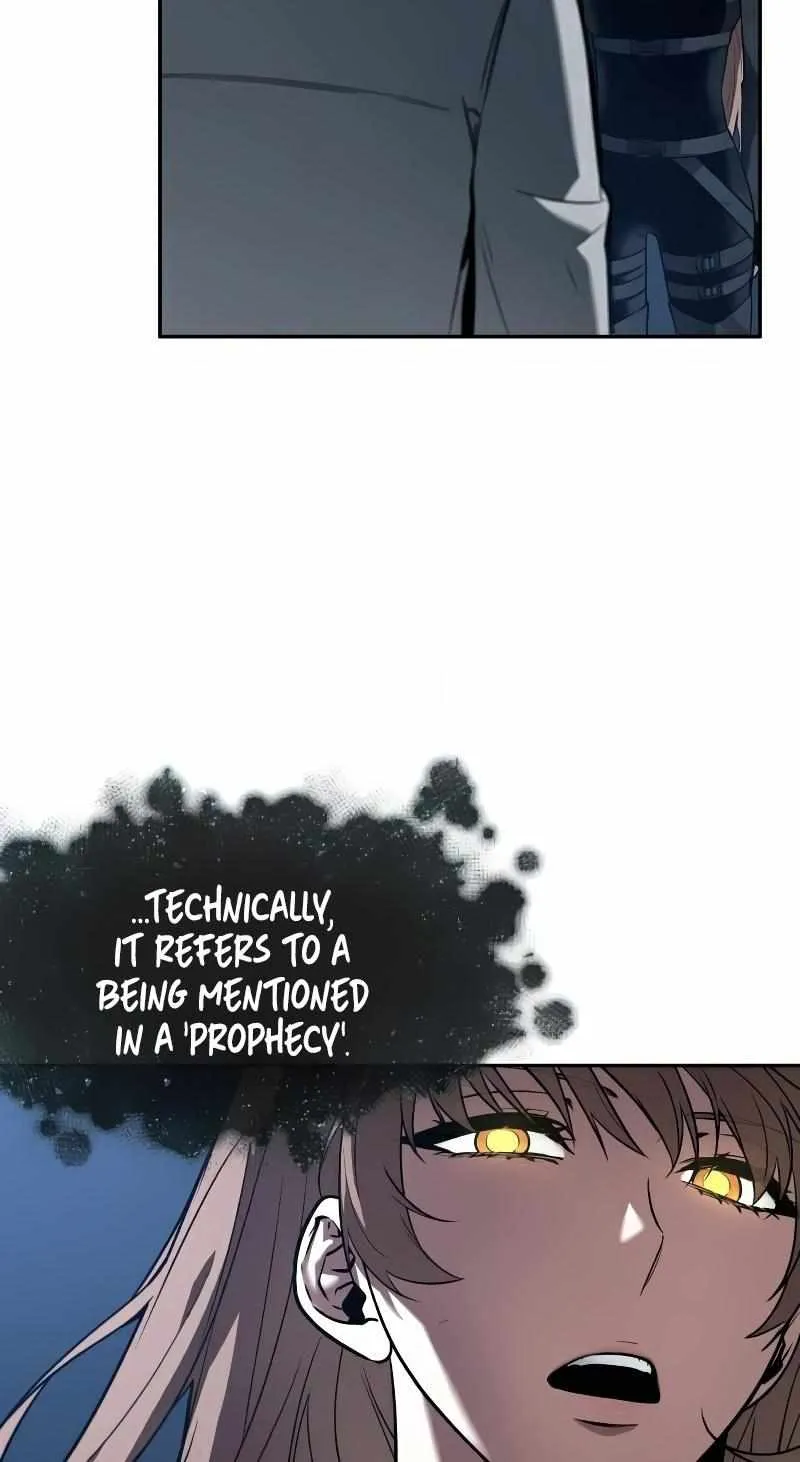 ...TECHNICALLY,
IT REFERS TO A
BEING MENTIONED
IN A 'PROPHECY'.